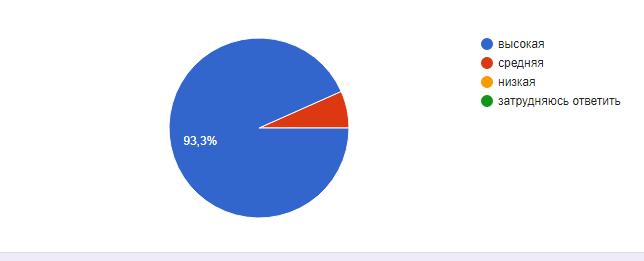 высокая
средняя
низкая
затрудняюсь ответить
93,3%